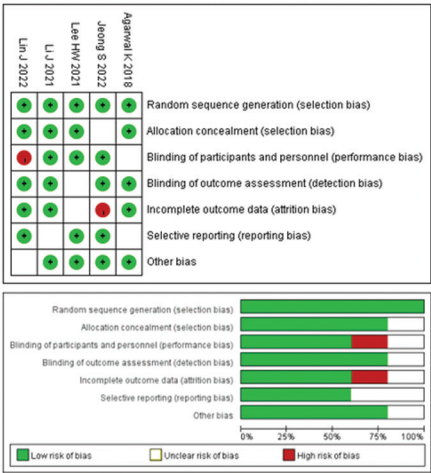 Lin J 2022
Li J 2021
Lee HW 2021
Jeong S 2022
Agarwal K 2018
Random sequence generation (selection bias)
Allocation concealment (selection bias)
Blinding of participants and personnel (performance bias)
Blinding of outcome assessment (detection bias)
Incomplete outcome data (attrition bias)
Selective reporting (reporting bias)
Other bias
Random sequence generation (selection bias)
Allocation concealment (selection bias)
Blinding of participants and personnel (performance bias)
Blinding of outcome assessment (detection bias)
Incomplete outcome data (attrition bias)
Selective reporting (reporting bias)
Other bias
0% 25% 50% 75% 100%
Low risk of bias Unclear risk of bias High risk of bias